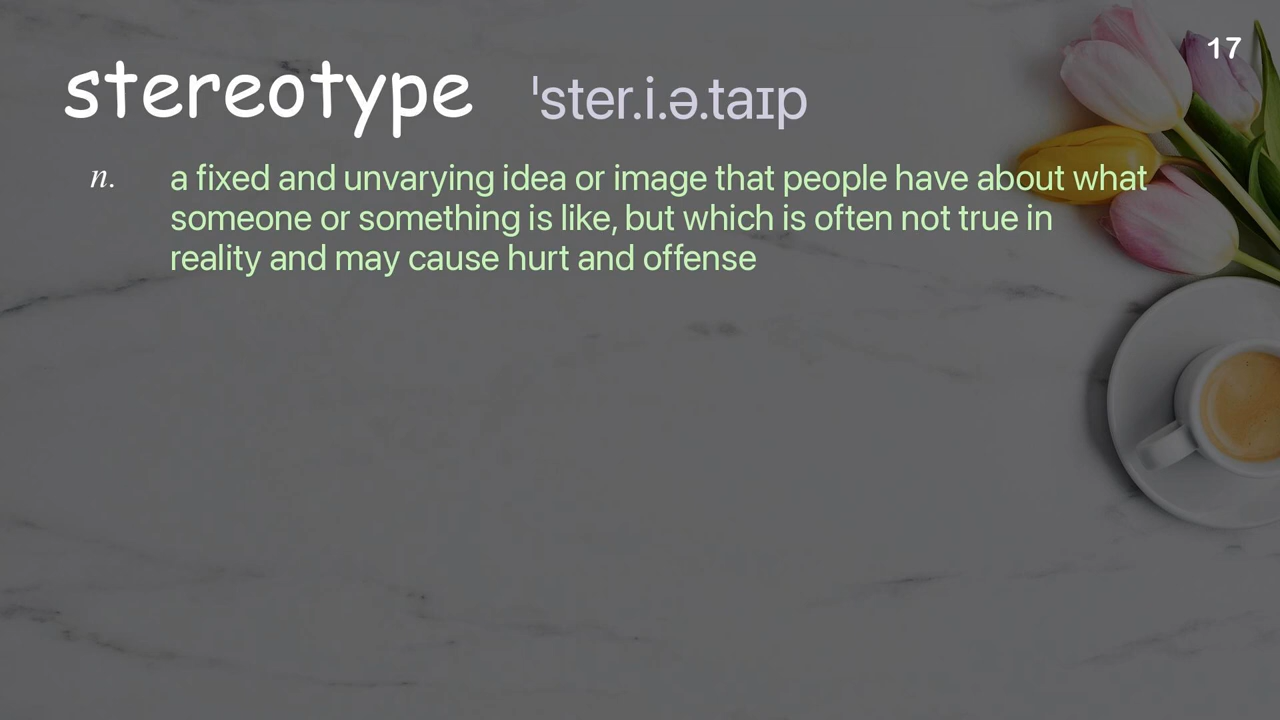 17
stereotype ˈster.i.ə.taɪp
n. a fixed and unvarying idea or image that people have about what
someone or something is like, but which is often not true in
reality and may cause hurt and offense